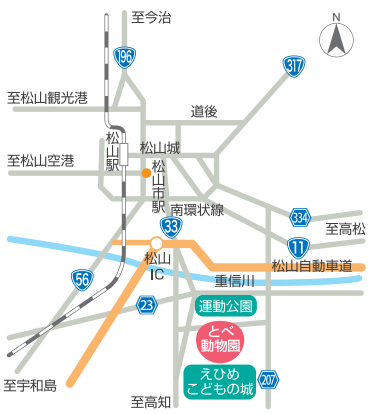 至今治
N
196
317
至松山観光港
道後
松山駅
松山城
至松山空港
松山市駅
南環状線
334
33
至高松
11
松山IC
松山自動車道
56
重信川
23
運動公園
とべ
動物園
えひめ
こどもの城
207
至宇和島
至高知